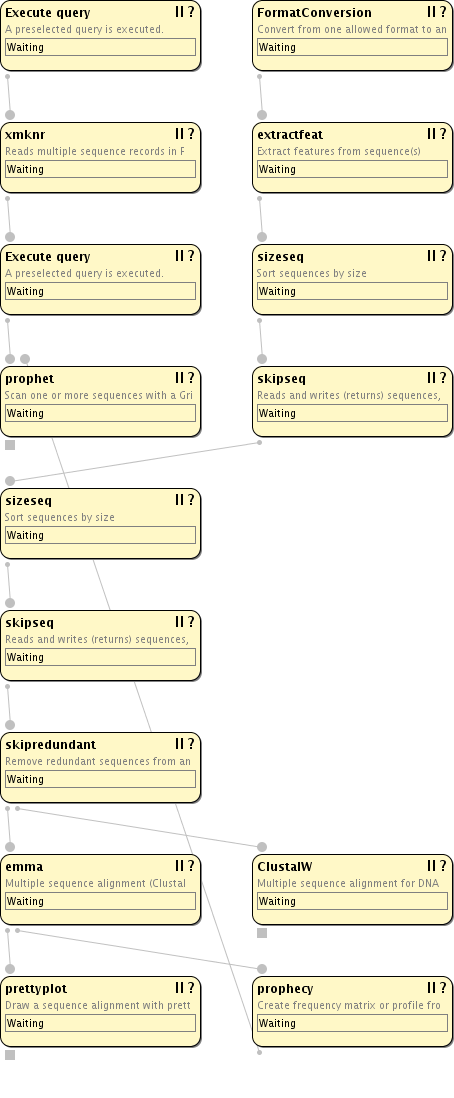 Execute query II ?
A preselected query is executed.
Waiting
FormatConversion II ?
Convert from one allowed format to an
Waiting
xmknr II ?
Reads multiple sequence records in F
Waiting
extractfeat II ?
Extract features from sequence(s)
Waiting
Execute query II ?
A preselected query is executed.
Waiting
sizeseq II ?
Sort sequences by size
Waiting
prophet II ?
Scan one or more sequences with a Gri
Waiting
skipseq II ?
Reads and writes (returns) sequences,
Waiting
sizeseq II ?
Sort sequences by size
Waiting
skipseq II ?
Reads and writes (returns) sequences,
Waiting
skipredundant II ?
Remove redundant sequences from an
Waiting
emma II ?
Multiple sequence alignment (Clustal
Waiting
ClustalW II ?
Multiple sequence alignment for DNA
Waiting
prettyplot II ?
Draw a sequence alignment with prett
Waiting
prophecy II ?
Create frequency matrix or profile fro
Waiting